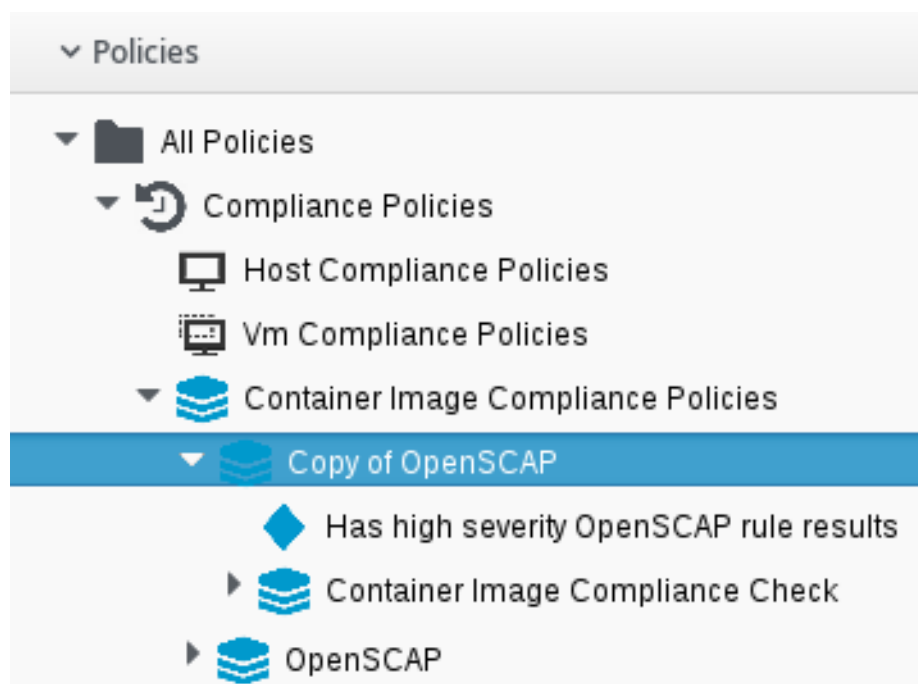 Policies
All Policies
Compliance Policies
Host Compliance Policies
Vm Compliance Policies
Container Image Compliance Policies
Copy of OpenSCAP
Has high severity OpenSCAP rule results
Container Image Compliance Check
OpenSCAP